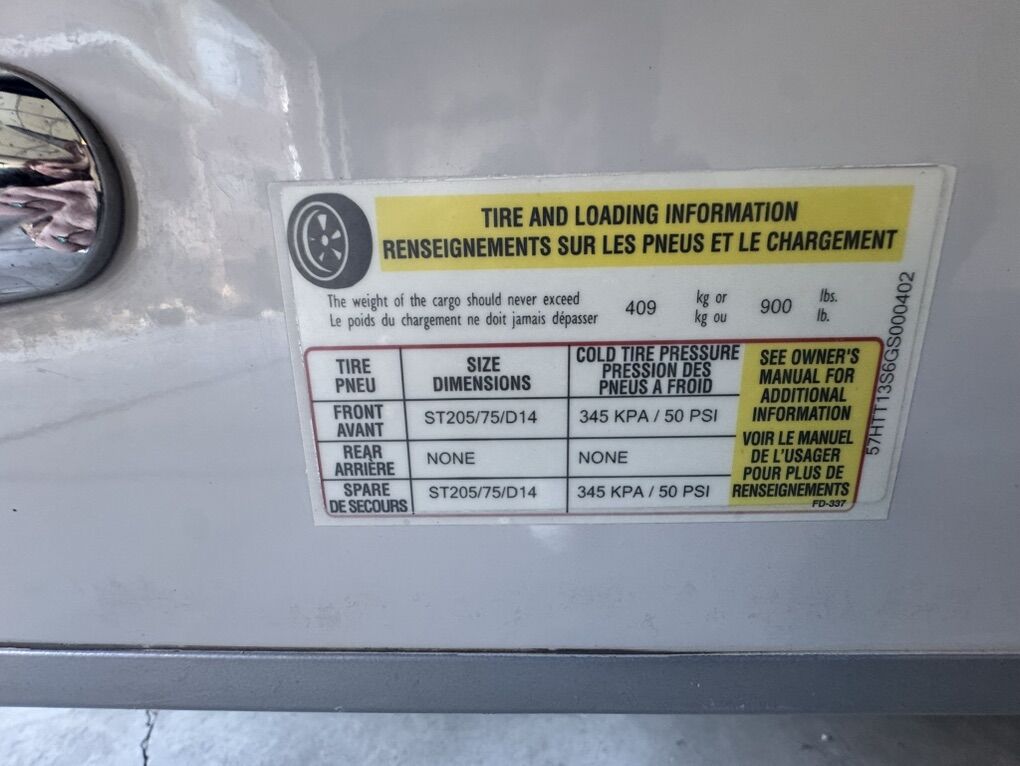 TIRE AND LOADING INFORMATION
RENSEIGNEMENTS SUR LES PNEUS ET LE CHARGEMENT
The weight of the cargo should never exceed 409 kg or 900 lbs.
Le poids du chargement ne doit jamais dépasser kg ou lb.
TIRE
PNEU
SIZE
DIMENSIONS
COLD TIRE PRESSURE
PRESSION DES
PNEUS A FROID
FRONT
AVANT
ST205/75/D14
345 KPA / 50 PSI
REAR
ARRIÈRE
NONE
NONE
SPARE
DE SECOURS
ST205/75/D14
345 KPA / 50 PSI
SEE OWNER'S
MANUAL FOR
ADDITIONAL
INFORMATION
VOIR LE MANUEL
DE L'USAGER
POUR PLUS DE
RENSEIGNEMENTS
FD-337
57HTT13S6GS000402